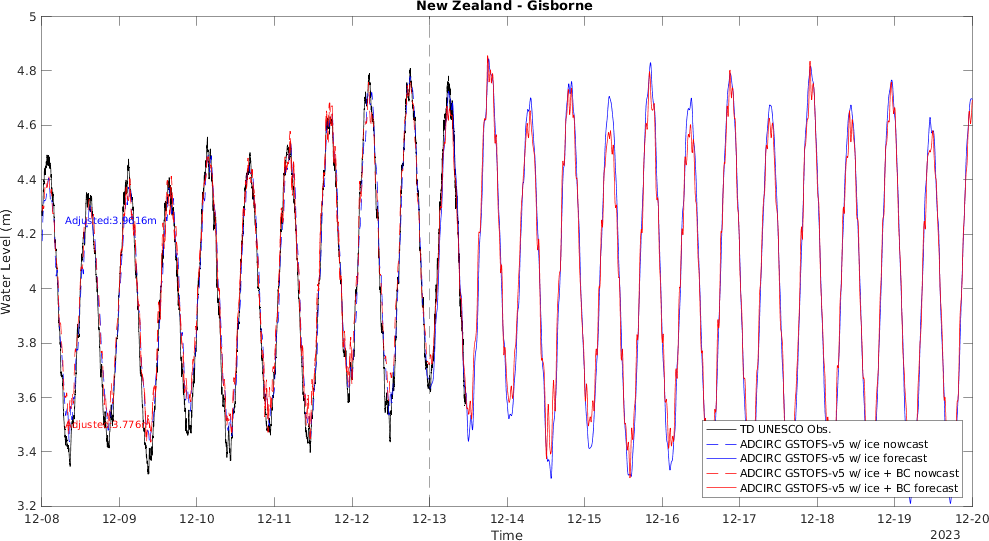 New Zealand - Gisborne
5
4.8
4.6
4.4
4.2
4
3.8
3.6
3.4
3.2
Water Level (m)
Adjusted:3.9616m
Adjusted:3.776m
TD UNESCO Obs.
ADCIRC GSTOFS-v5 w/ ice nowcast
ADCIRC GSTOFS-v5 w/ ice forecast
ADCIRC GSTOFS-v5 w/ ice + BC nowcast
ADCIRC GSTOFS-v5 w/ ice + BC forecast
12-08 12-09 12-10 12-11 12-12 12-13 12-14 12-15 12-16 12-17 12-18 12-19 12-20
Time
2023